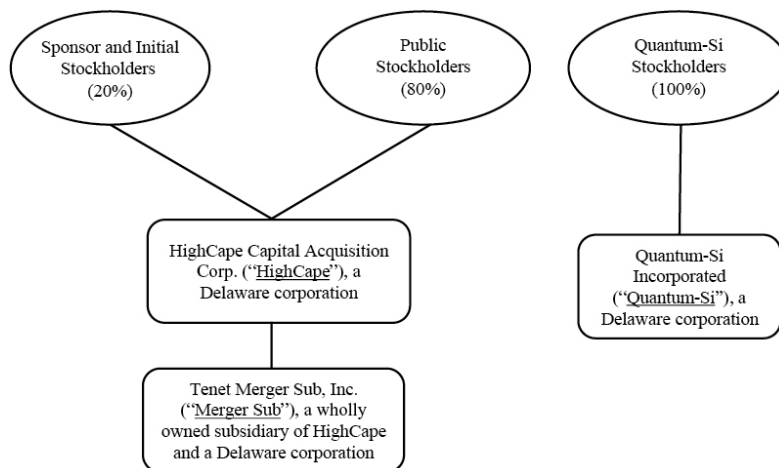 Sponsor and Initial
Stockholders
(20%)
Public
Stockholders
(80%)
Quantum-Si
Stockholders
(100%)
HighCape Capital Acquisition
Corp. (“HighCape”), a
Delaware corporation
Quantum-Si
Incorporated
(“Quantum-Si”), a
Delaware corporation
Tenet Merger Sub, Inc.
(“Merger Sub”), a wholly
owned subsidiary of HighCape
and a Delaware corporation